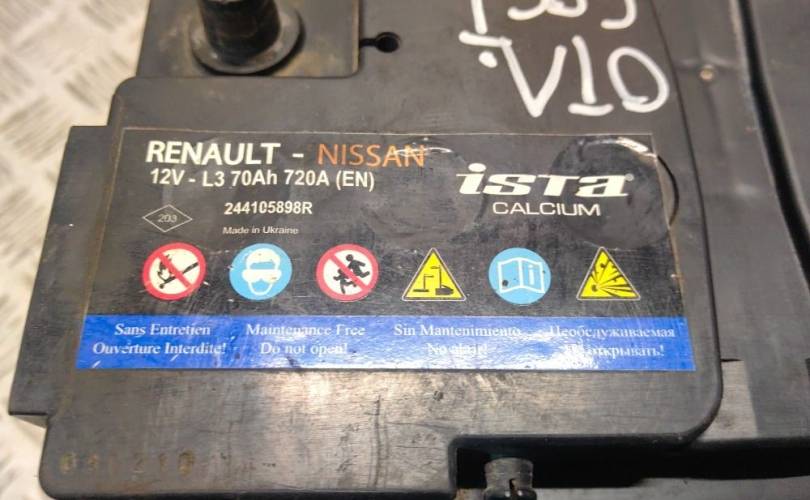 V10
RENAULT - NISSAN
12V - L3 70Ah 720A (EN)
244105898R
203
Made in Ukraine
ista
CALCIUM
Sans Entretien
Ouverture Interdite!
Maintenance Free
Do not open!
Sin Mantenimiento
No abrir!
Необслуживаемая
открывать!